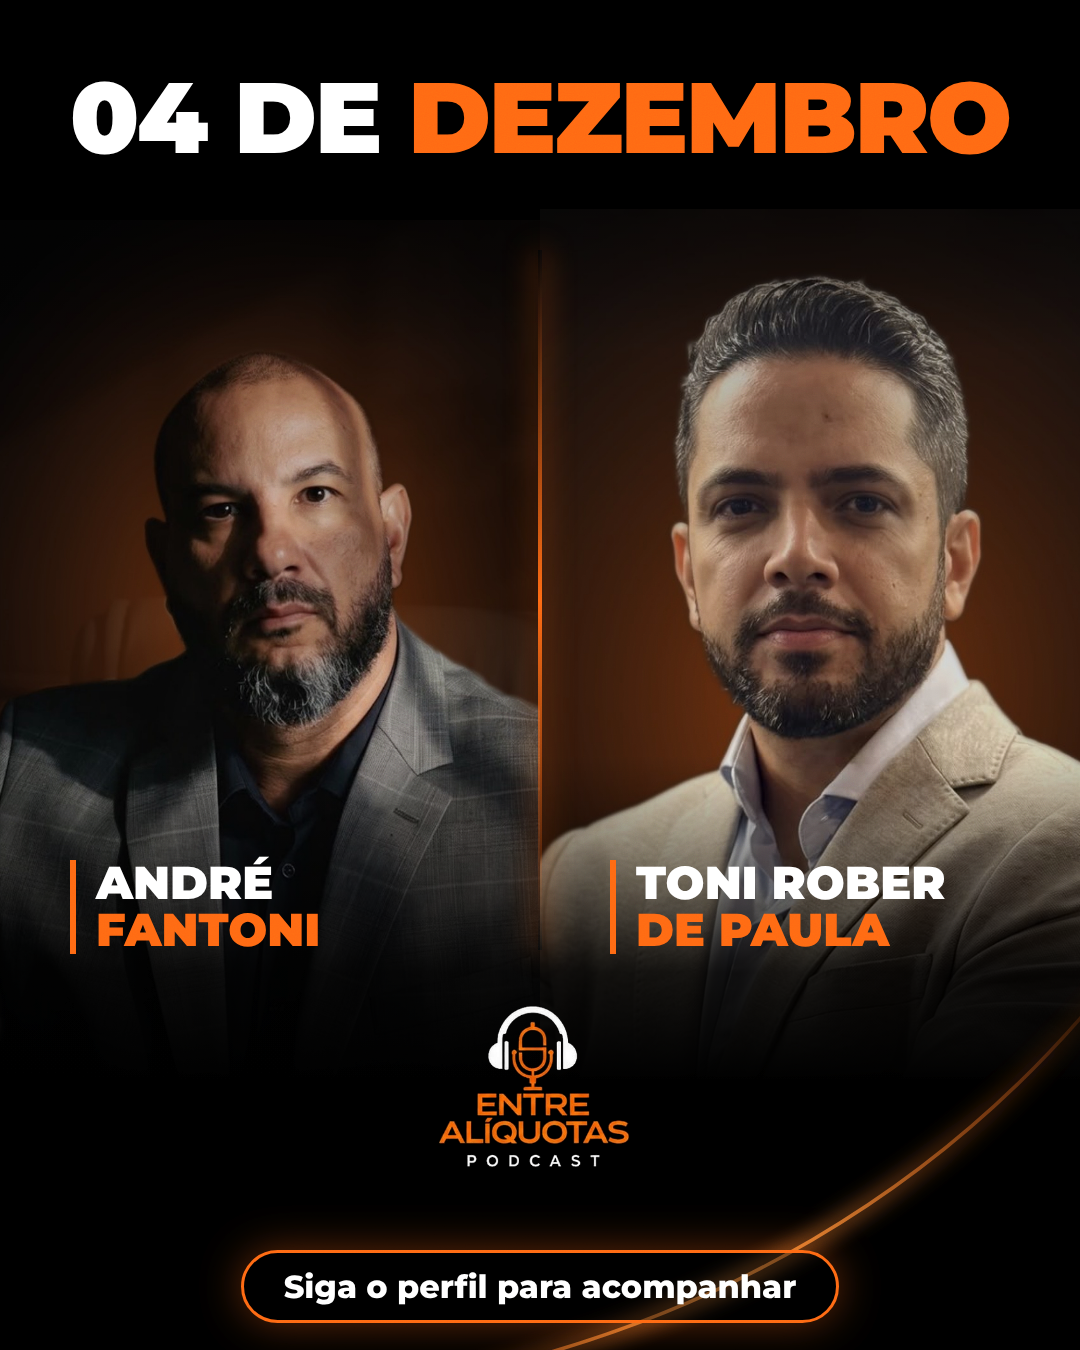 04 DE DEZEMBRO
ANDRÉ
FANTONI
TONI ROBER
DE PAULA
ENTRE
ALÍQUOTAS
PODCAST
Siga o perfil para acompanhar